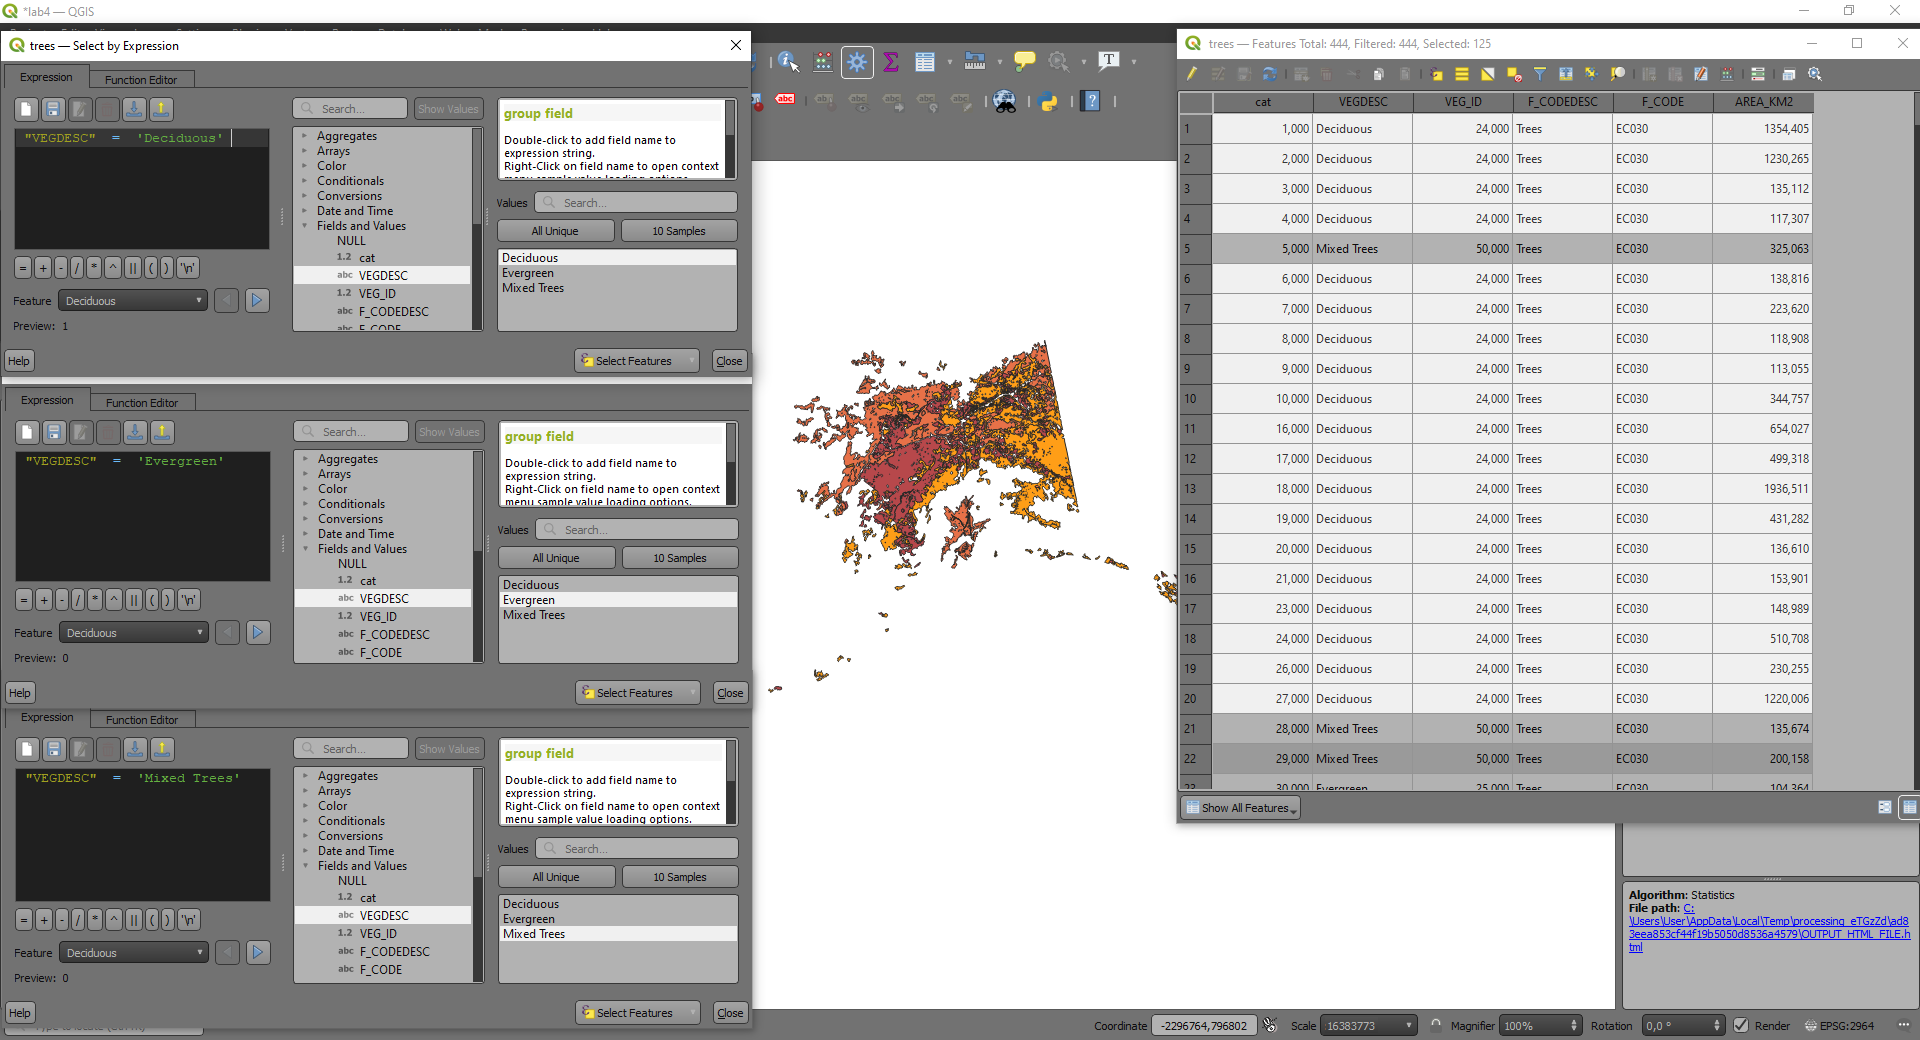 *lab4 — QGIS
trees — Select by Expression
Expression
Function Editor
Search...
Show Values
"VEGDESC" = 'Deciduous'
Aggregates
Arrays
Color
Conditionals
Conversions
Date and Time
Fields and Values
NULL
1.2 cat
abc VEGDESC
1.2 VEG_ID
abc F_CODEDESC
abc F_CODE
group field
Double-click to add field name to
expression string.
Right-Click on field name to open context
menu sample value loading options.
Values
Search...
All Unique
10 Samples
Deciduous
Evergreen
Mixed Trees
= + - / * ^ || ( ) '\n'
Feature Deciduous
Preview: 1
Help
Select Features
Close
Expression
Function Editor
Search...
Show Values
"VEGDESC" = 'Evergreen'
Aggregates
Arrays
Color
Conditionals
Conversions
Date and Time
Fields and Values
NULL
1.2 cat
abc VEGDESC
1.2 VEG_ID
abc F_CODEDESC
abc F_CODE
group field
Double-click to add field name to
expression string.
Right-Click on field name to open context
menu sample value loading options.
Values
Search...
All Unique
10 Samples
Deciduous
Evergreen
Mixed Trees
= + - / * ^ || ( ) '\n'
Feature Deciduous
Preview: 0
Help
Select Features
Close
Expression
Function Editor
Search...
Show Values
"VEGDESC" = 'Mixed Trees'
Aggregates
Arrays
Color
Conditionals
Conversions
Date and Time
Fields and Values
NULL
1.2 cat
abc VEGDESC
1.2 VEG_ID
abc F_CODEDESC
abc F_CODE
group field
Double-click to add field name to
expression string.
Right-Click on field name to open context
menu sample value loading options.
Values
Search...
All Unique
10 Samples
Deciduous
Evergreen
Mixed Trees
= + - / * ^ || ( ) '\n'
Feature Deciduous
Preview: 0
Help
Select Features
Close
trees — Features Total: 444, Filtered: 444, Selected: 125
cat VEGDESC VEG_ID F_CODEDESC F_CODE AREA_KM2
1 1,000 Deciduous 24,000 Trees EC030 1354,405
2 2,000 Deciduous 24,000 Trees EC030 1230,265
3 3,000 Deciduous 24,000 Trees EC030 135,112
4 4,000 Deciduous 24,000 Trees EC030 117,307
5 5,000 Mixed Trees 50,000 Trees EC030 325,063
6 6,000 Deciduous 24,000 Trees EC030 138,816
7 7,000 Deciduous 24,000 Trees EC030 223,620
8 8,000 Deciduous 24,000 Trees EC030 118,908
9 9,000 Deciduous 24,000 Trees EC030 113,055
10 10,000 Deciduous 24,000 Trees EC030 344,757
11 16,000 Deciduous 24,000 Trees EC030 654,027
12 17,000 Deciduous 24,000 Trees EC030 499,318
13 18,000 Deciduous 24,000 Trees EC030 1936,511
14 19,000 Deciduous 24,000 Trees EC030 431,282
15 20,000 Deciduous 24,000 Trees EC030 136,610
16 21,000 Deciduous 24,000 Trees EC030 153,901
17 23,000 Deciduous 24,000 Trees EC030 148,989
18 24,000 Deciduous 24,000 Trees EC030 510,708
19 26,000 Deciduous 24,000 Trees EC030 230,255
20 27,000 Deciduous 24,000 Trees EC030 1220,006
21 28,000 Mixed Trees 50,000 Trees EC030 135,674
22 29,000 Mixed Trees 50,000 Trees EC030 200,158
23 30,000 Evergreen 25,000 Trees EC030 104,364
Show All Features
Algorithm: Statistics
File path: C:
\Users\User\AppData\Local\Temp\processing_eTGzZd\ad8
3eea853cf44f19b5050d8536a4579\OUTPUT_HTML_FILE.h
tml
Coordinate -2296764,796802 Scale 16383773 Magnifier 100% Rotation 0,0 ° Render EPSG:2964